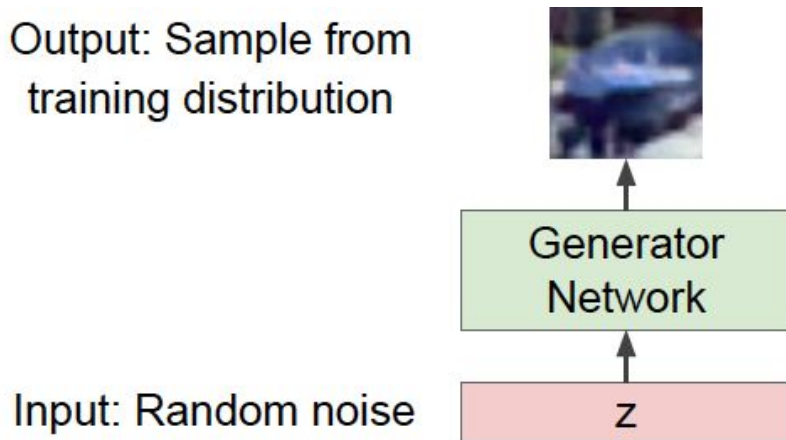 Output: Sample from
training distribution
Generator
Network
Input: Random noise
z